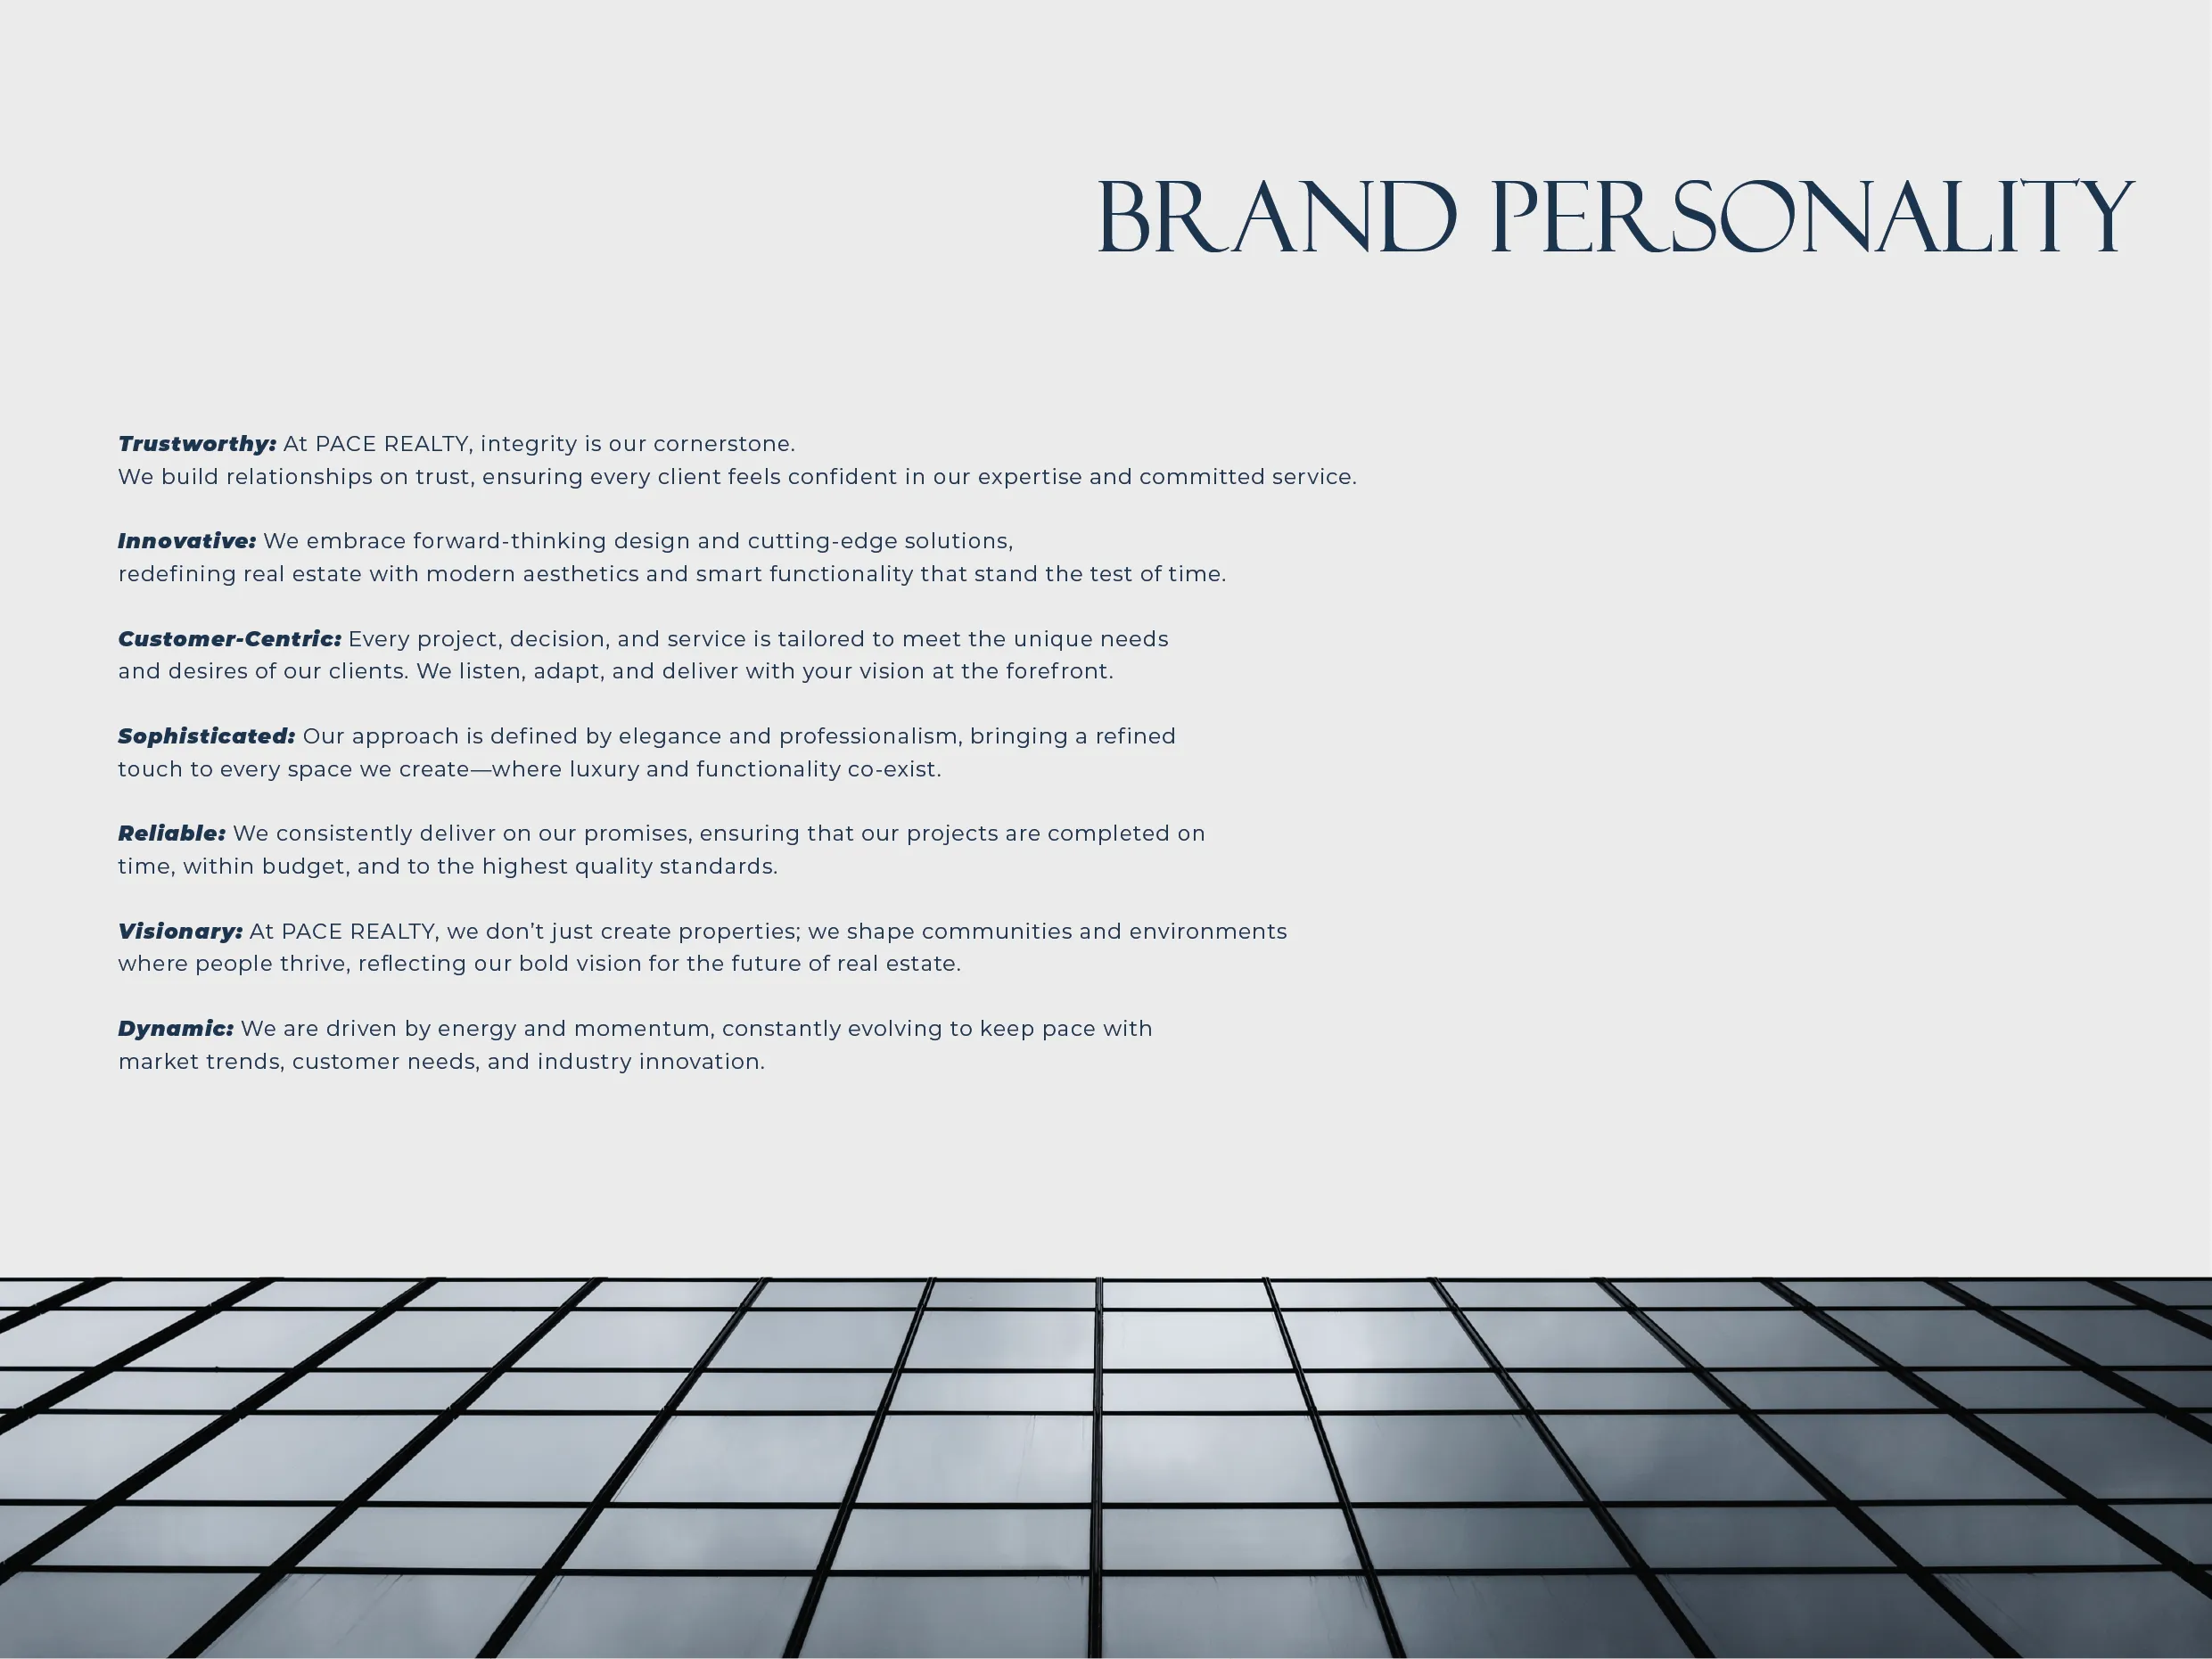 BRAND PERSONALITY
Trustworthy: At PACE REALTY, integrity is our cornerstone.
We build relationships on trust, ensuring every client feels confident in our expertise and committed service.
Innovative: We embrace forward-thinking design and cutting-edge solutions,
redefining real estate with modern aesthetics and smart functionality that stand the test of time.
Customer-Centric: Every project, decision, and service is tailored to meet the unique needs
and desires of our clients. We listen, adapt, and deliver with your vision at the forefront.
Sophisticated: Our approach is defined by elegance and professionalism, bringing a refined
touch to every space we create—where luxury and functionality co-exist.
Reliable: We consistently deliver on our promises, ensuring that our projects are completed on
time, within budget, and to the highest quality standards.
Visionary: At PACE REALTY, we don’t just create properties; we shape communities and environments
where people thrive, reflecting our bold vision for the future of real estate.
Dynamic: We are driven by energy and momentum, constantly evolving to keep pace with
market trends, customer needs, and industry innovation.